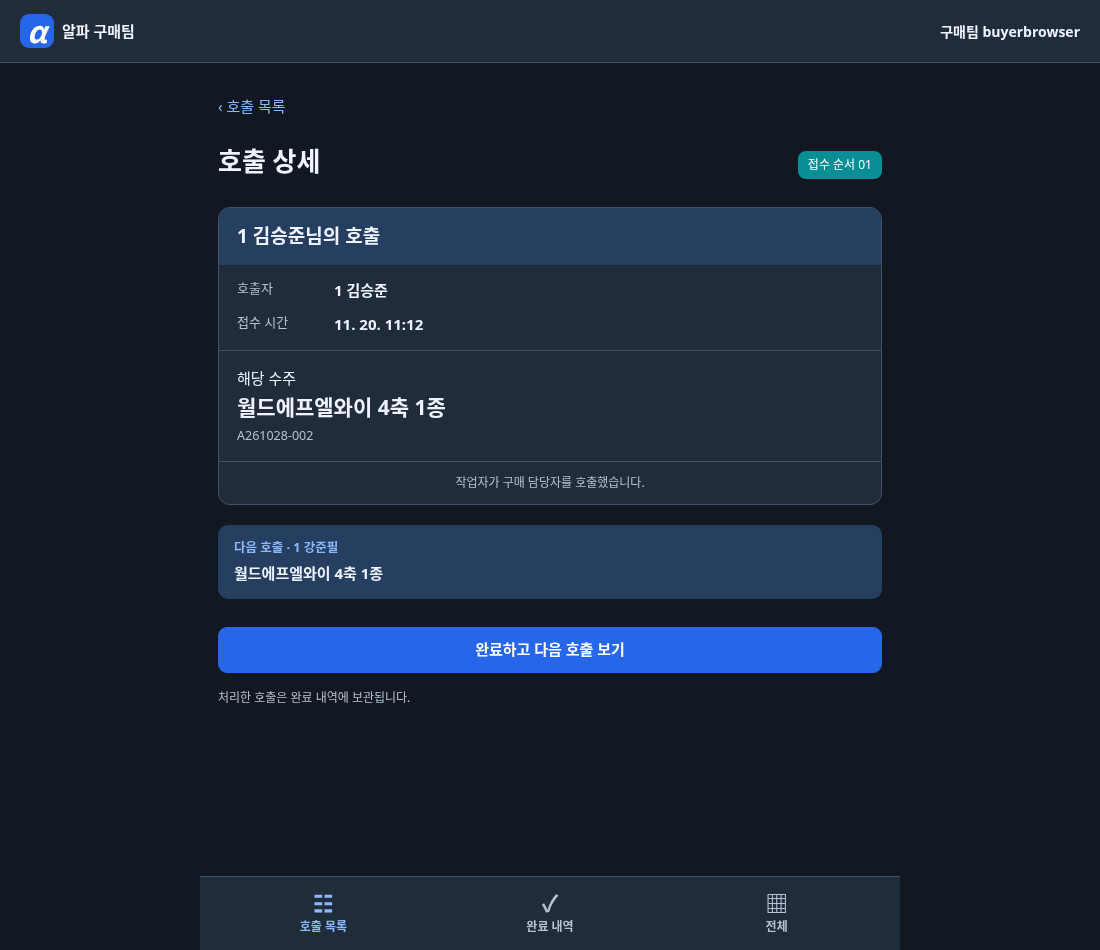 α 알파 구매팀
구매팀 buyerbrowser
‹ 호출 목록
호출 상세
접수 순서 01
1 김승준님의 호출
호출자 1 김승준
접수 시간 11. 20. 11:12
해당 수주
월드에프엘와이 4축 1종
A261028-002
작업자가 구매 담당자를 호출했습니다.
다음 호출 · 1 강준필
월드에프엘와이 4축 1종
완료하고 다음 호출 보기
처리한 호출은 완료 내역에 보관됩니다.
호출 목록
완료 내역
전체